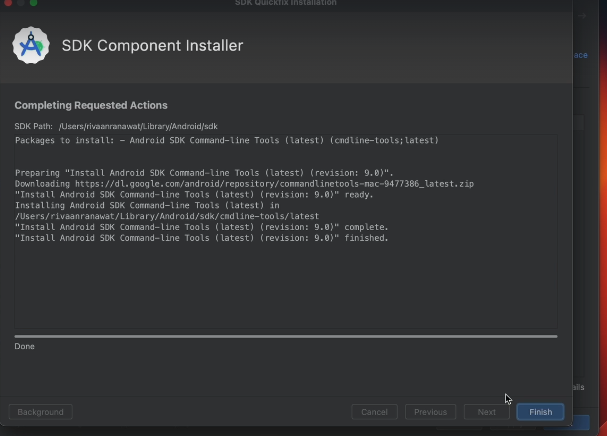 SDK Quickfix Installation
SDK Component Installer
Completing Requested Actions
SDK Path: /Users/rivaanranawat/Library/Android/sdk
Packages to install: - Android SDK Command-line Tools (latest) (cmdline-tools;latest)
Preparing "Install Android SDK Command-line Tools (latest) (revision: 9.0)".
Downloading https://dl.google.com/android/repository/commandlinetools-mac-9477386_latest.zip
"Install Android SDK Command-line Tools (latest) (revision: 9.0)" ready.
Installing Android SDK Command-line Tools (latest) in
/Users/rivaanranawat/Library/Android/sdk/cmdline-tools/latest
"Install Android SDK Command-line Tools (latest) (revision: 9.0)" complete.
"Install Android SDK Command-line Tools (latest) (revision: 9.0)" finished.
Done
Background Cancel Previous Next Finish